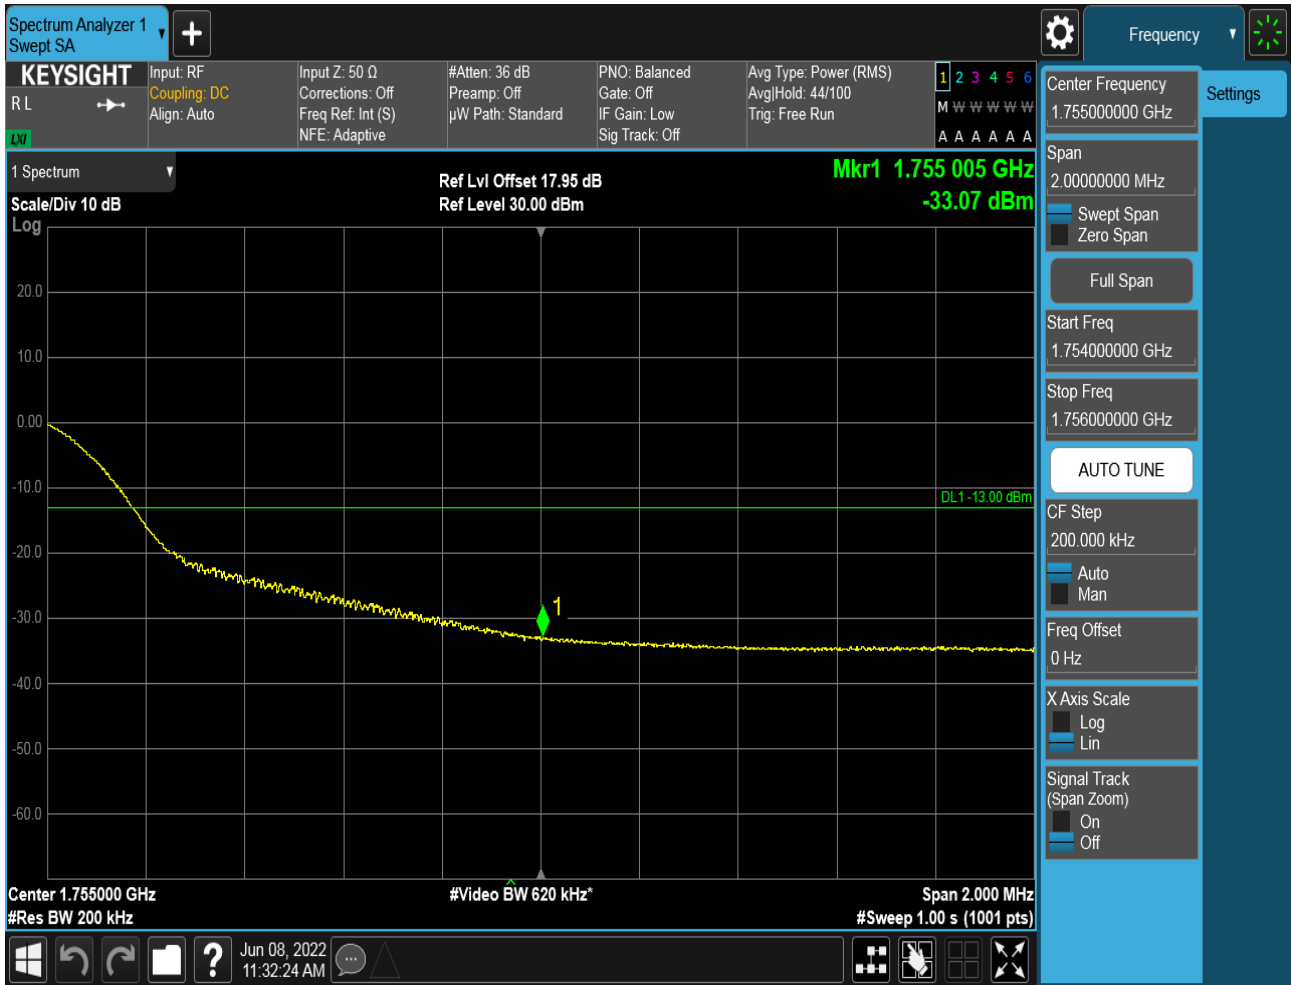 Spectrum Analyzer 1
Swept SA
Frequency
KEYSIGHT
R L
LXI
Input: RF
Coupling: DC
Align: Auto
Input Z: 50 Ω
Corrections: Off
Freq Ref: Int (S)
NFE: Adaptive
#Atten: 36 dB
Preamp: Off
µW Path: Standard
PNO: Balanced
Gate: Off
IF Gain: Low
Sig Track: Off
Avg Type: Power (RMS)
Avg|Hold: 44/100
Trig: Free Run
1 2 3 4 5 6
M W W W W W
A A A A A A
1 Spectrum
Scale/Div 10 dB
Log
Ref Lvl Offset 17.95 dB
Ref Level 30.00 dBm
Mkr1 1.755 005 GHz
-33.07 dBm
20.0
10.0
0.00
-10.0
-20.0
-30.0
-40.0
-50.0
-60.0
DL1 -13.00 dBm
1
Center 1.755000 GHz
#Res BW 200 kHz
#Video BW 620 kHz*
Span 2.000 MHz
#Sweep 1.00 s (1001 pts)
Jun 08, 2022
11:32:24 AM
Center Frequency
1.755000000 GHz
Settings
Span
2.00000000 MHz
Swept Span
Zero Span
Full Span
Start Freq
1.754000000 GHz
Stop Freq
1.756000000 GHz
AUTO TUNE
CF Step
200.000 kHz
Auto
Man
Freq Offset
0 Hz
X Axis Scale
Log
Lin
Signal Track
(Span Zoom)
On
Off